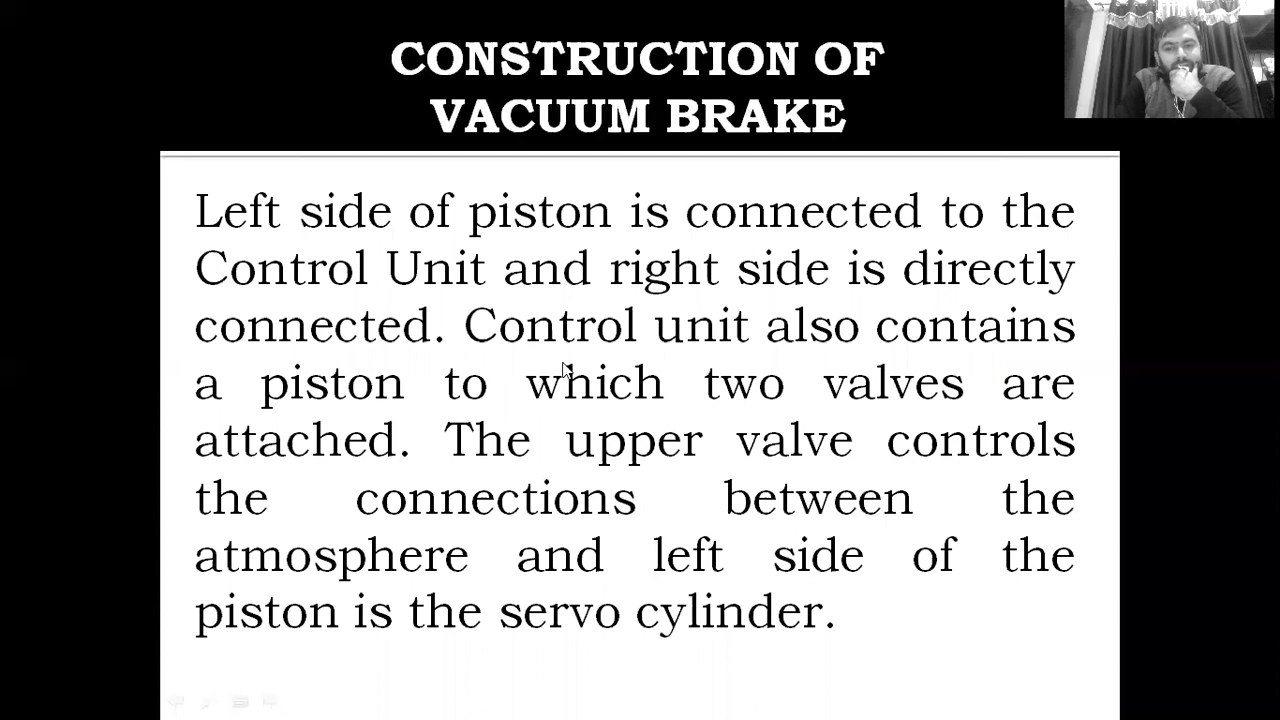 CONSTRUCTION OF
VACUUM BRAKE
Left side of piston is connected to the
Control Unit and right side is directly
connected. Control unit also contains
a piston to which two valves are
attached. The upper valve controls
the connections between the
atmosphere and left side of the
piston is the servo cylinder.